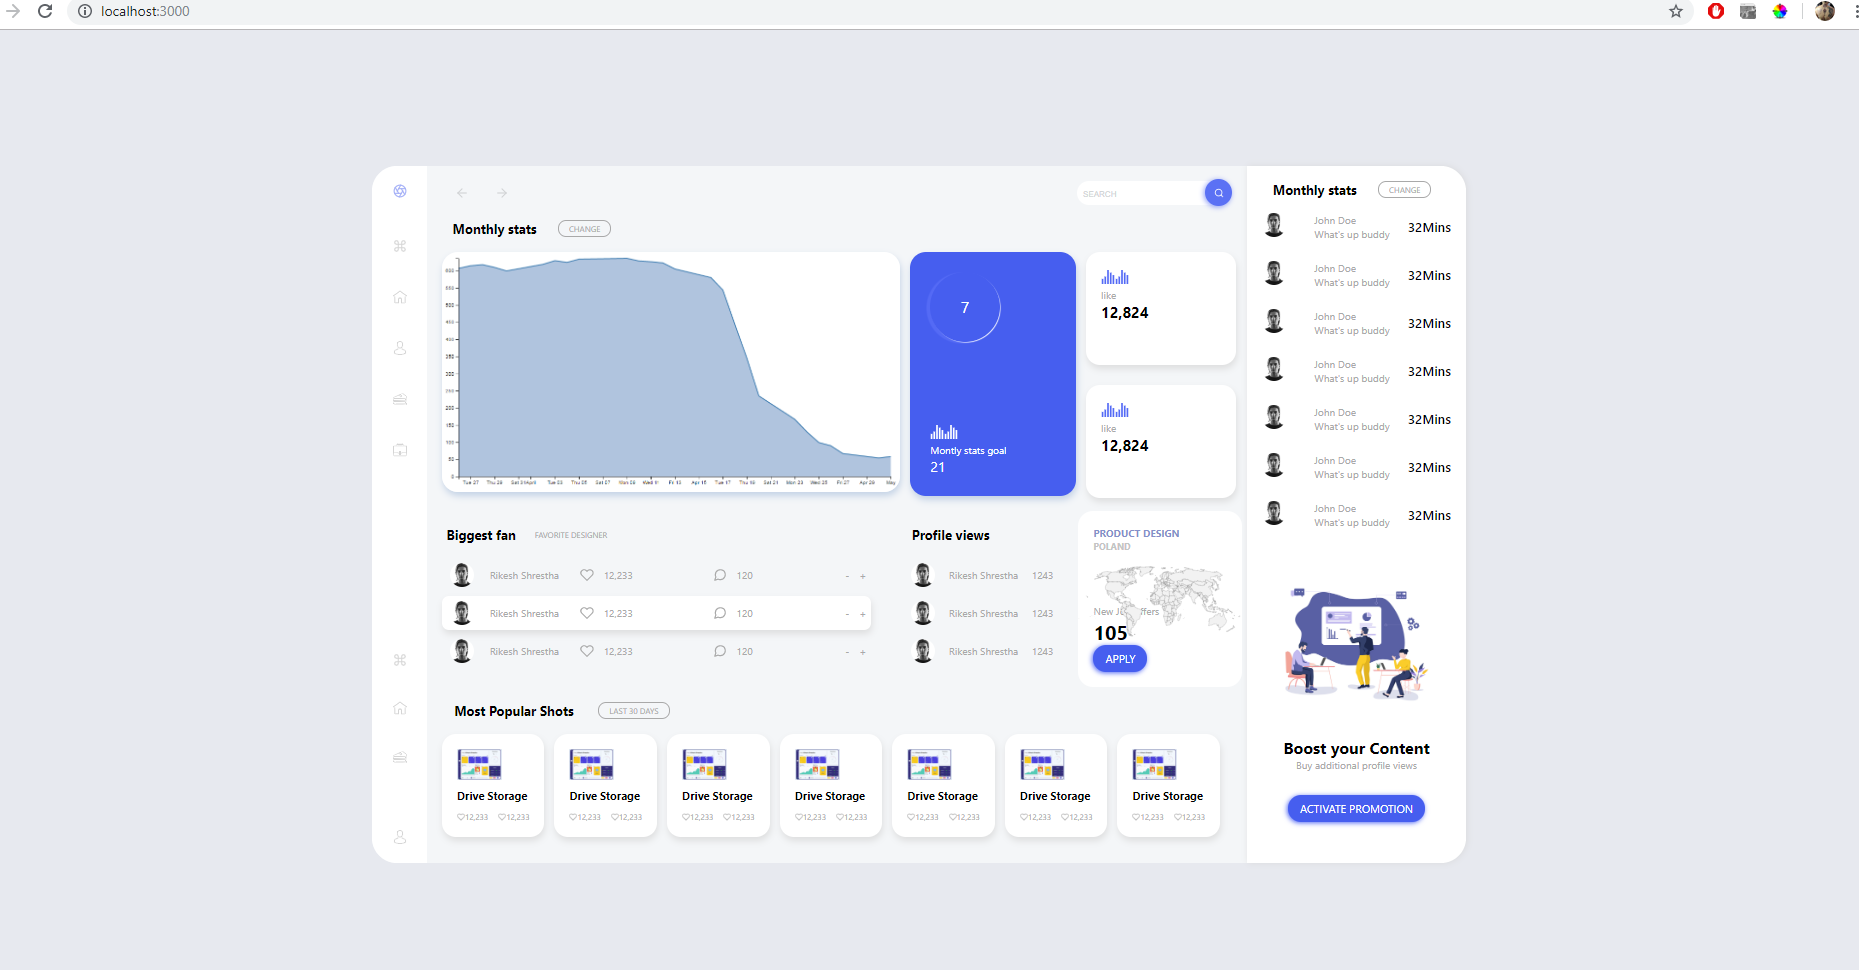 localhost:3000
SEARCH
Monthly stats
CHANGE
7
Montly stats goal
21
like
12,824
like
12,824
Biggest fan
FAVORITE DESIGNER
Rikesh Shrestha 12,233 120 - +
Rikesh Shrestha 12,233 120 - +
Rikesh Shrestha 12,233 120 - +
Profile views
Rikesh Shrestha 1243
Rikesh Shrestha 1243
Rikesh Shrestha 1243
PRODUCT DESIGN
POLAND
New
105
APPLY
Most Popular Shots
LAST 30 DAYS
Drive Storage
12,233 12,233
Drive Storage
12,233 12,233
Drive Storage
12,233 12,233
Drive Storage
12,233 12,233
Drive Storage
12,233 12,233
Drive Storage
12,233 12,233
Drive Storage
12,233 12,233
Monthly stats
CHANGE
John Doe
What's up buddy
32Mins
John Doe
What's up buddy
32Mins
John Doe
What's up buddy
32Mins
John Doe
What's up buddy
32Mins
John Doe
What's up buddy
32Mins
John Doe
What's up buddy
32Mins
John Doe
What's up buddy
32Mins
Boost your Content
Buy additional profile views
ACTIVATE PROMOTION